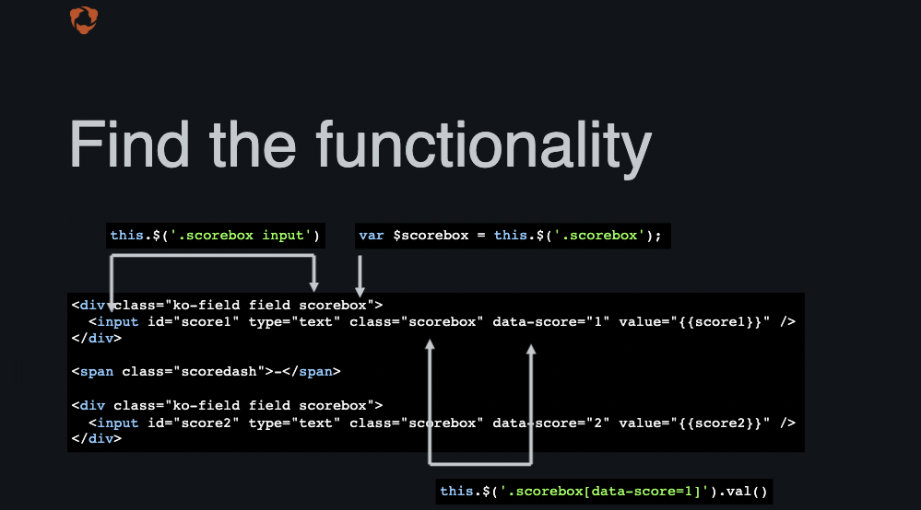 Find the functionality
this.$('.scorebox input')
var $scorebox = this.$('.scorebox');
<div class="ko-field field scorebox">
  <input id="score1" type="text" class="scorebox" data-score="1" value="{{score1}}" />
</div>
<span class="scoredash">-</span>
<div class="ko-field field scorebox">
  <input id="score2" type="text" class="scorebox" data-score="2" value="{{score2}}" />
</div>
this.$('.scorebox[data-score=1]').val()